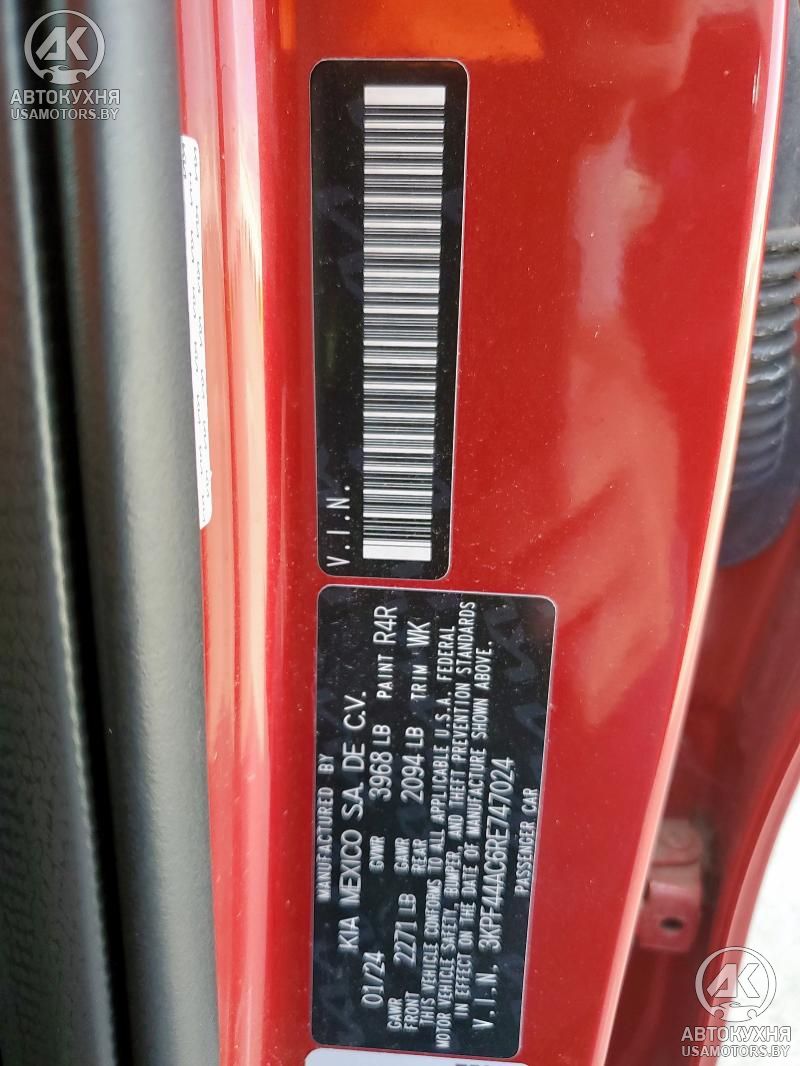 АК
АВТОКУХНЯ
USAMOTORS.BY
V.I.N.
MANUFACTURED BY
KIA MEXICO S.A. DE C.V.
01/24 GVWR 3968 LB PAINT R4R
GAWR FRONT 2271 LB GAWR REAR 2094 LB TRIM WK
THIS VEHICLE CONFORMS TO ALL APPLICABLE U.S.A. FEDERAL
MOTOR VEHICLE SAFETY, BUMPER, AND THEFT PREVENTION STANDARDS
IN EFFECT ON THE DATE OF MANUFACTURE SHOWN ABOVE.
V.I.N. 3KPF44AC6RE747024
PASSENGER CAR
АК
АВТОКУХНЯ
USAMOTORS.BY